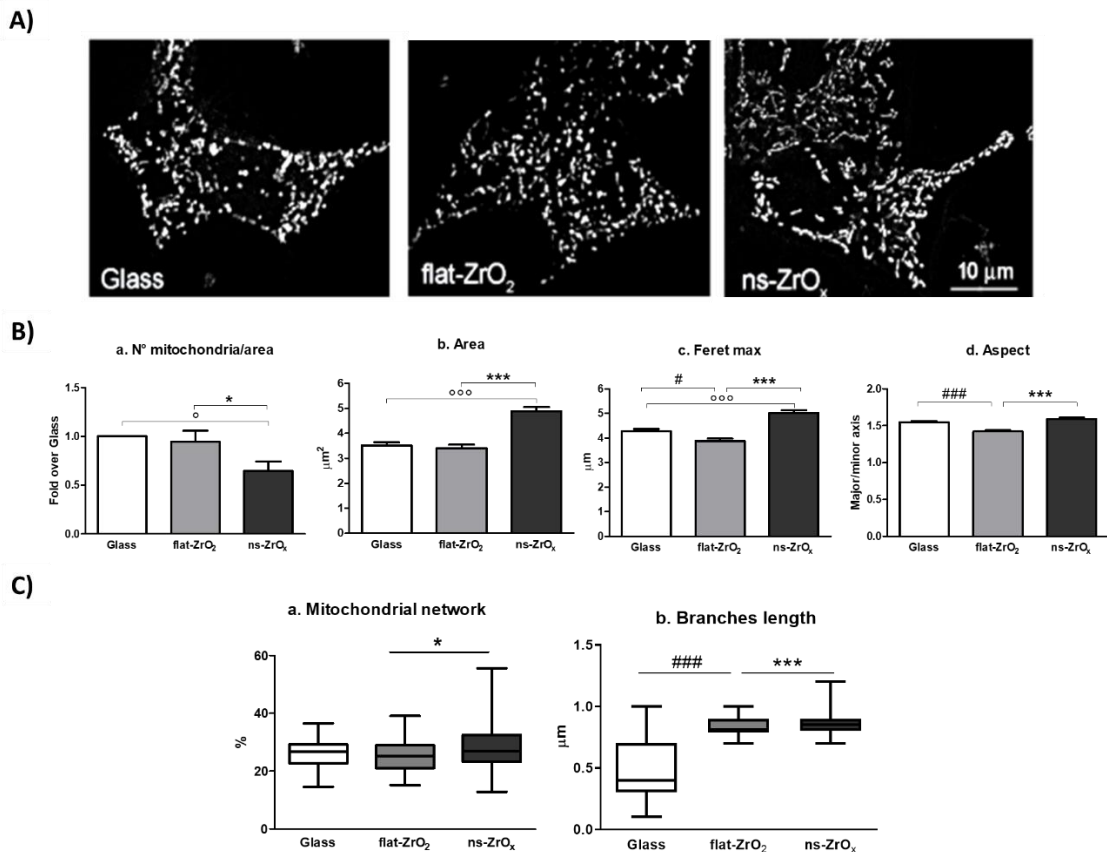 A)
Glass
flat-ZrO₂
ns-ZrOₓ
10 μm
B)
a. N° mitochondria/area
Fold over Glass
1.5
1.0
0.5
0.0
°
*
Glass
flat-ZrO₂
ns-ZrOₓ
b. Area
μm²
6
5
4
3
2
1
0
°°°
***
Glass
flat-ZrO₂
ns-ZrOₓ
c. Feret max
μm
6
5
4
3
2
1
0
#
***
°°°
Glass
flat-ZrO₂
ns-ZrOₓ
d. Aspect
Major/minor axis
2.0
1.5
1.0
0.5
0.0
###
***
Glass
flat-ZrO₂
ns-ZrOₓ
C)
a. Mitochondrial network
%
60
40
20
0
*
Glass
flat-ZrO₂
ns-ZrOₓ
b. Branches length
μm
1.5
1.0
0.5
0.0
###
***
Glass
flat-ZrO₂
ns-ZrOₓ